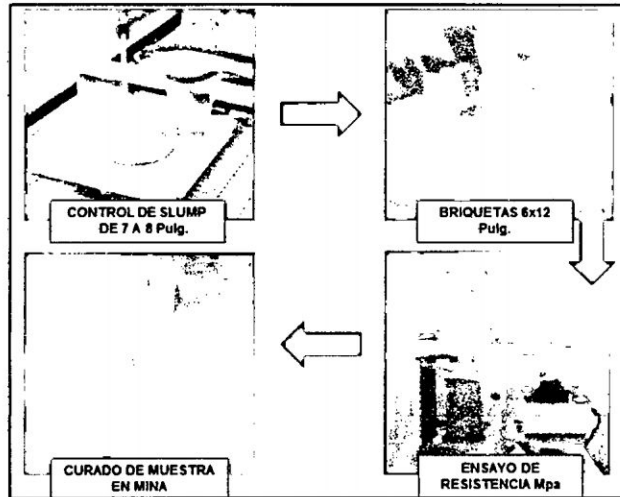 CONTROL DE SLUMP
DE 7 A 8 Pulg.
BRIQUETAS 6x12
Pulg.
CURADO DE MUESTRA
EN MINA
ENSAYO DE
RESISTENCIA Mpa